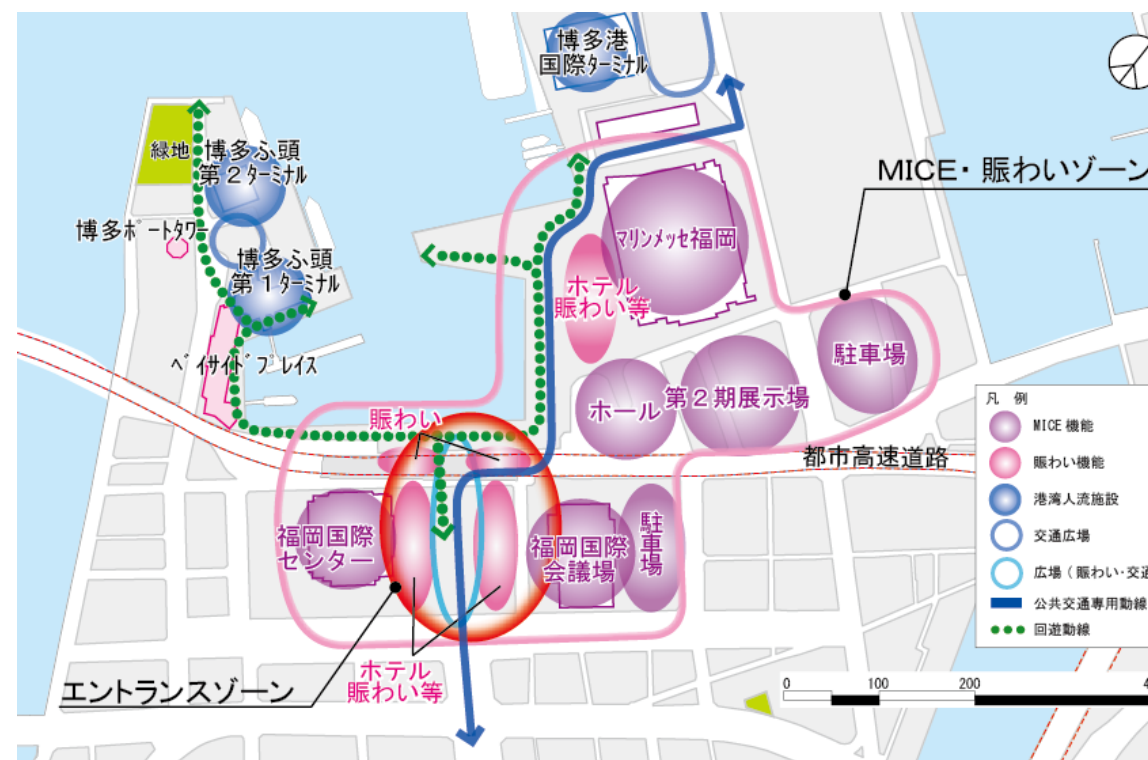 博多港
国際ﾀｰﾐﾅﾙ
緑地
博多ふ頭
第２ﾀｰﾐﾅﾙ
博多ﾎﾟｰﾄタワー
博多ふ頭
第１ﾀｰﾐﾅﾙ
ﾍﾞｲｻｲﾄﾞﾌﾟﾚｲｽ
MICE・賑わいゾーン
ﾏﾘﾝﾒｯｾ福岡
ホテル
賑わい等
駐車場
ホール
第２期展示場
賑わい
都市高速道路
福岡国際
センター
福岡国際
会議場
駐車場
ホテル
賑わい等
エントランスゾーン
凡 例
MICE 機能
賑わい機能
港湾人流施設
交通広場
広場（賑わい・交通
公共交通専用動線
回遊動線
0 100 200 4